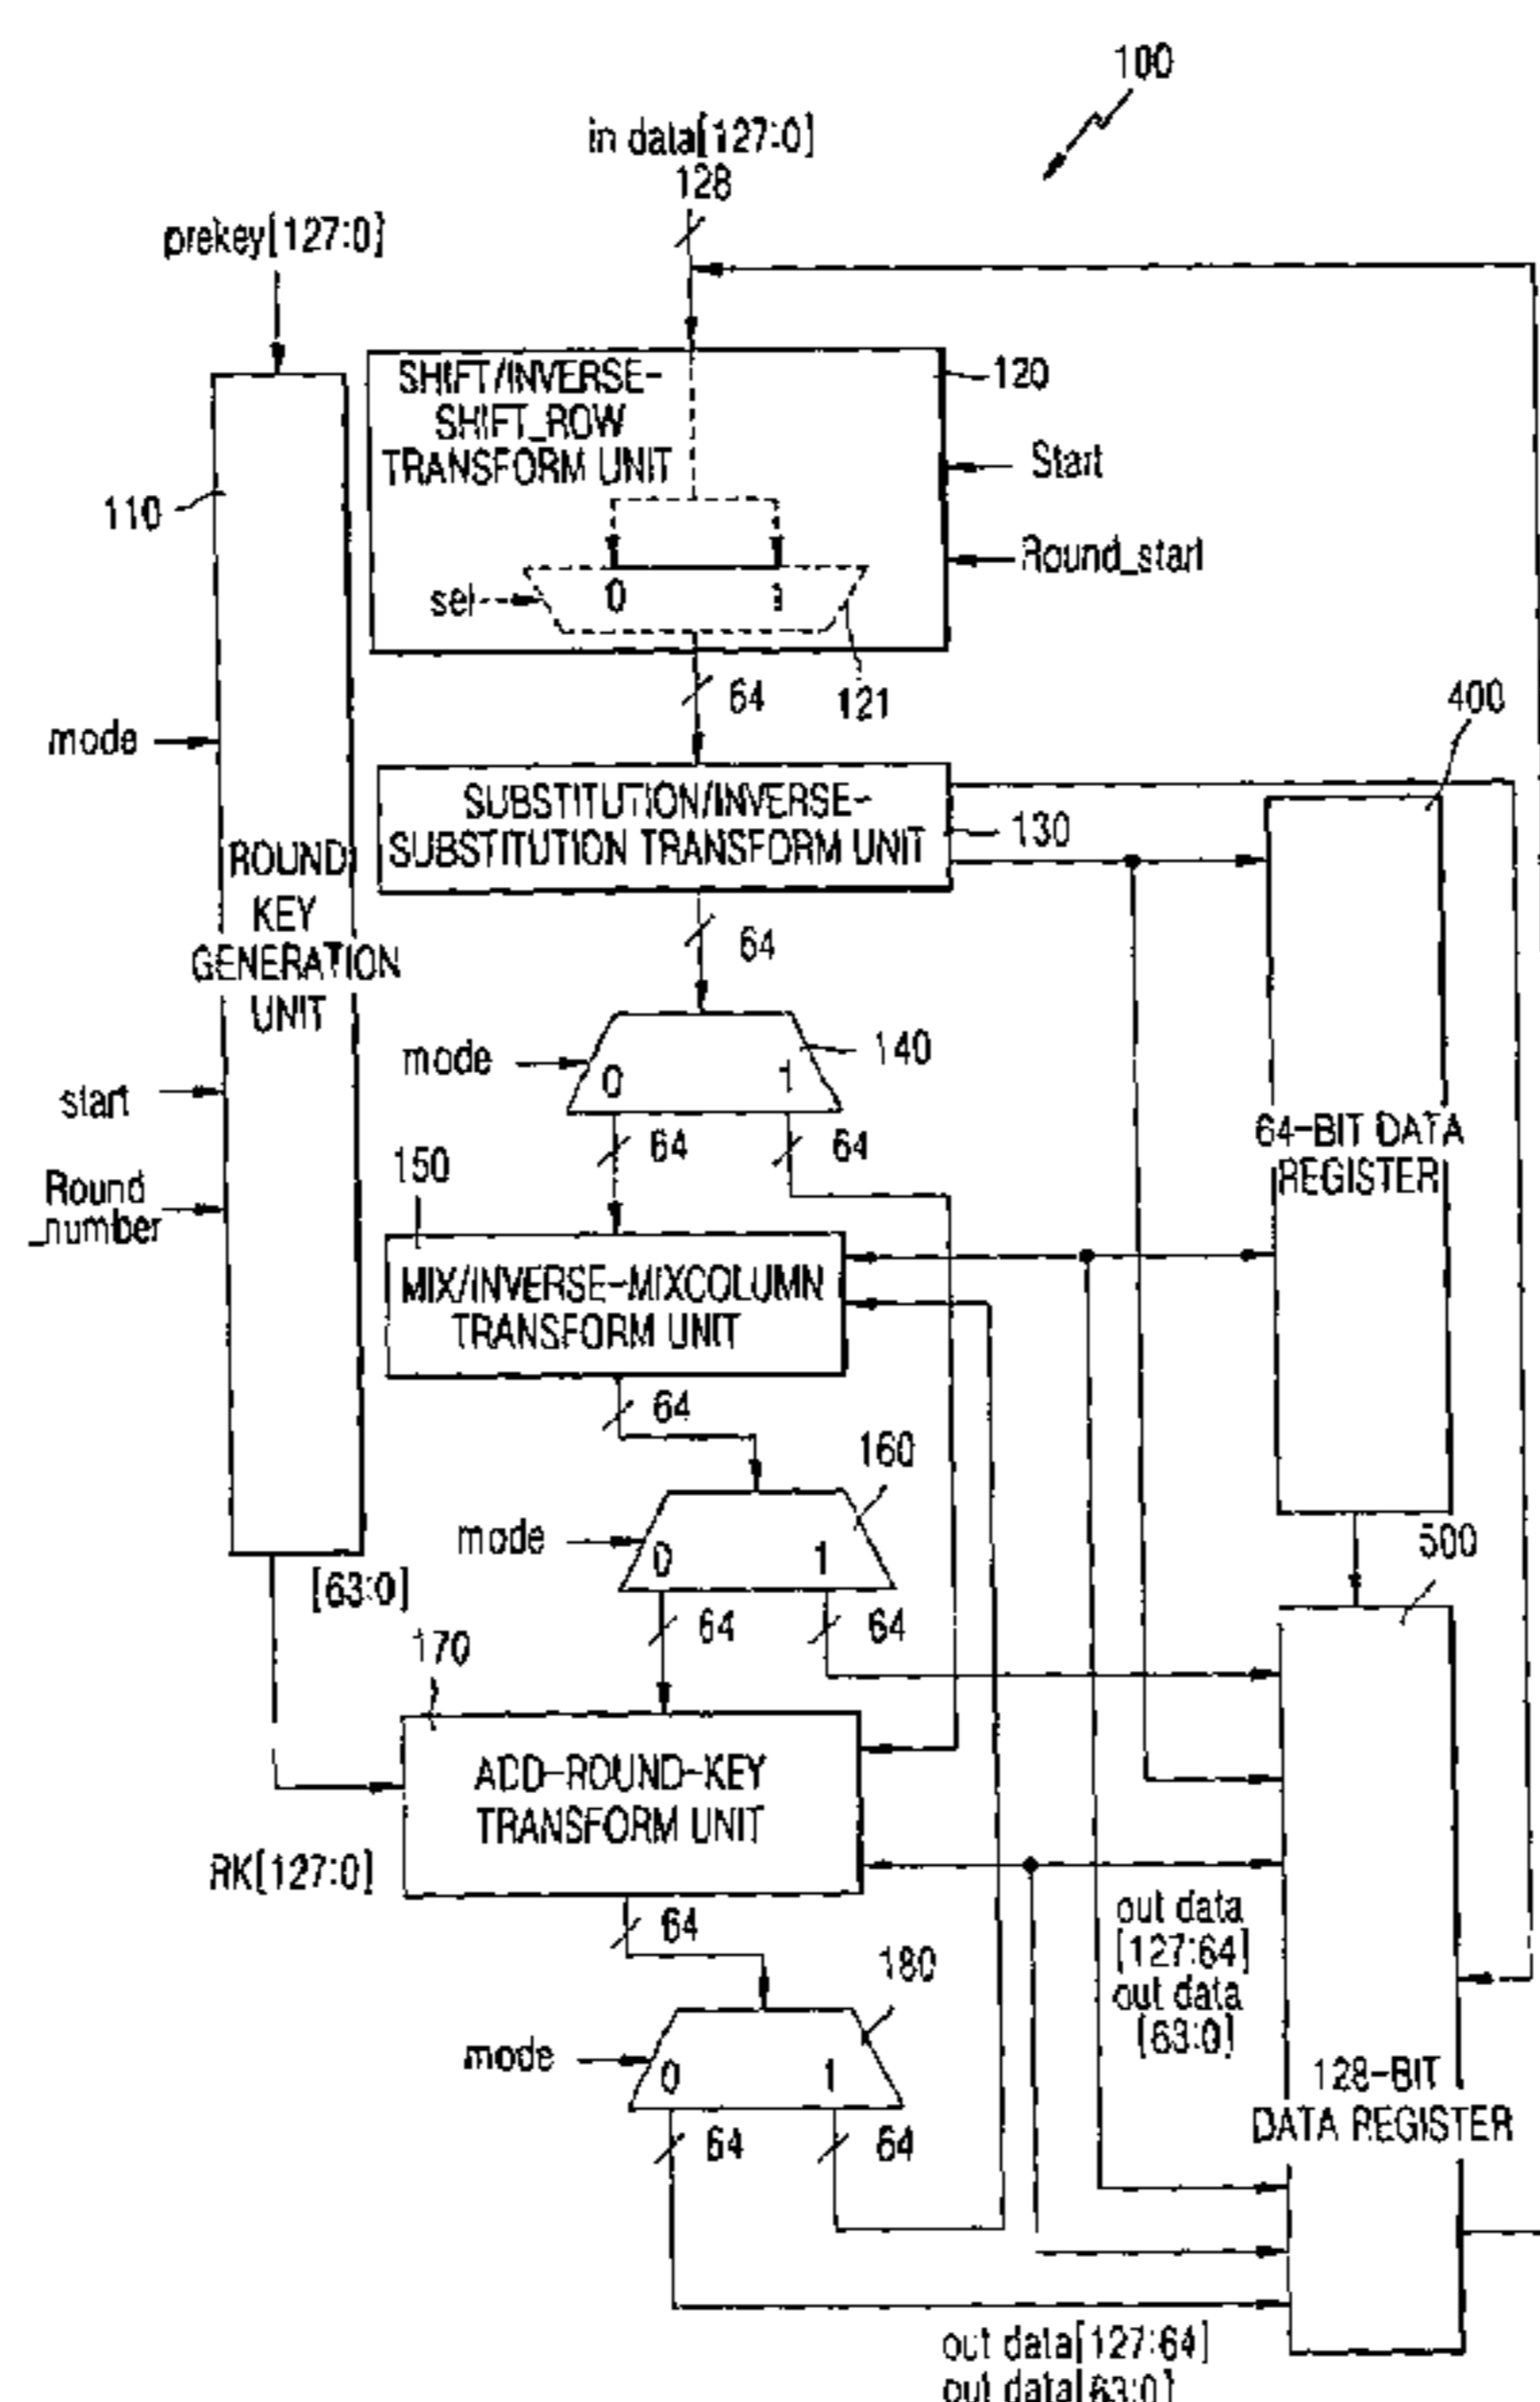 100
in data[127:0]
128
prekey[127:0]
SHIFT/INVERSE-
SHIFT_ROW
TRANSFORM UNIT
120
Start
110
Round_start
sel
0
1
64
121
400
mode
SUBSTITUTION/INVERSE-
SUBSTITUTION TRANSFORM UNIT
130
ROUND
KEY
GENERATION
UNIT
64
mode
0
1
140
start
64
64
64-BIT DATA
REGISTER
150
Round
_number
MIX/INVERSE-MIXCOLUMN
TRANSFORM UNIT
64
160
mode
0
1
500
[63:0]
64
64
170
ADD-ROUND-KEY
TRANSFORM UNIT
RK[127:0]
64
out data
[127:64]
out data
[63:0]
180
mode
0
1
128-BIT
DATA REGISTER
64
64
out data[127:64]
out data[63:0]